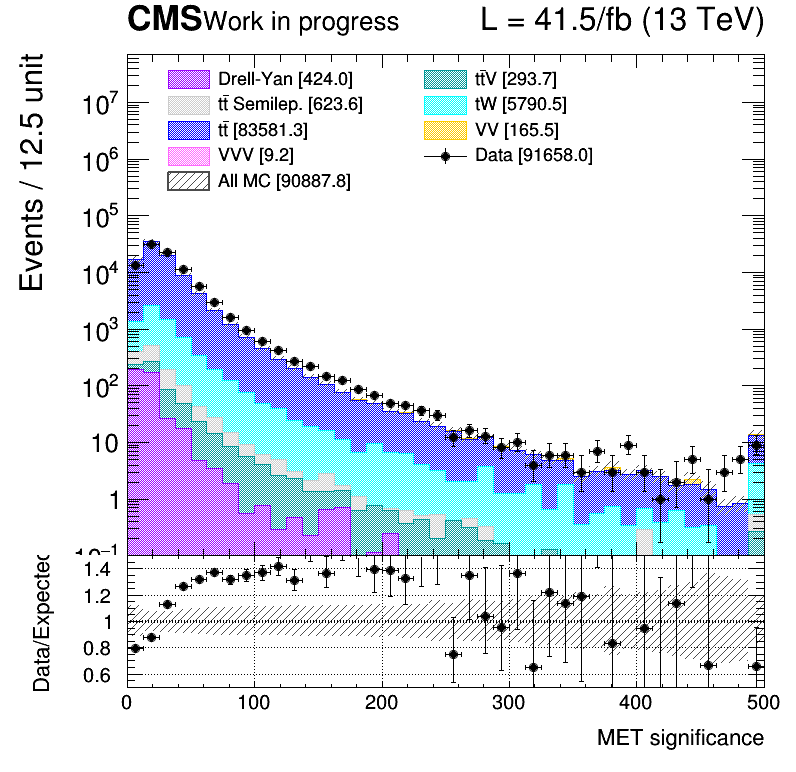 CMS Work in progress L = 41.5/fb (13 TeV)
Events / 12.5 unit
Drell-Yan [424.0] tt̄V [293.7]
tt̄ Semilep. [623.6] tW [5790.5]
tt̄ [83581.3] VV [165.5]
VVV [9.2] Data [91658.0]
All MC [90887.8]
10⁷
10⁶
10⁵
10⁴
10³
10²
10
1
10⁻¹
Data/Expected
1.4
1.2
1
0.8
0.6
0 100 200 300 400 500
MET significance